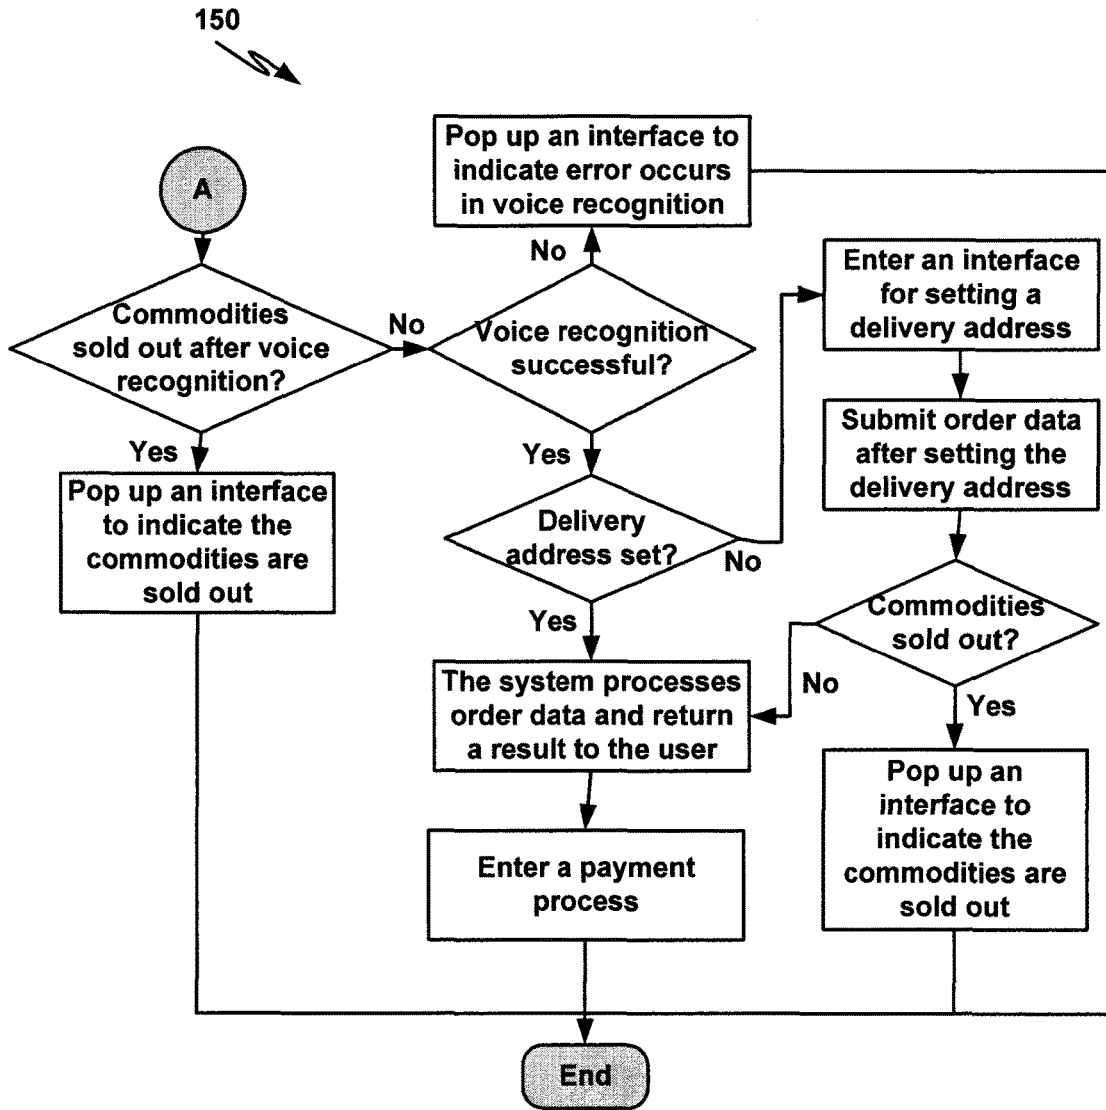 150
A
Commodities
sold out after voice
recognition?
No
Yes
Pop up an interface
to indicate the
commodities are
sold out
Pop up an interface to
indicate error occurs
in voice recognition
No
Voice recognition
successful?
Yes
Delivery
address set?
No
Yes
The system processes
order data and return
a result to the user
Enter a payment
process
Enter an interface
for setting a
delivery address
Submit order data
after setting the
delivery address
Commodities
sold out?
No
Yes
Pop up an
interface to
indicate the
commodities are
sold out
End